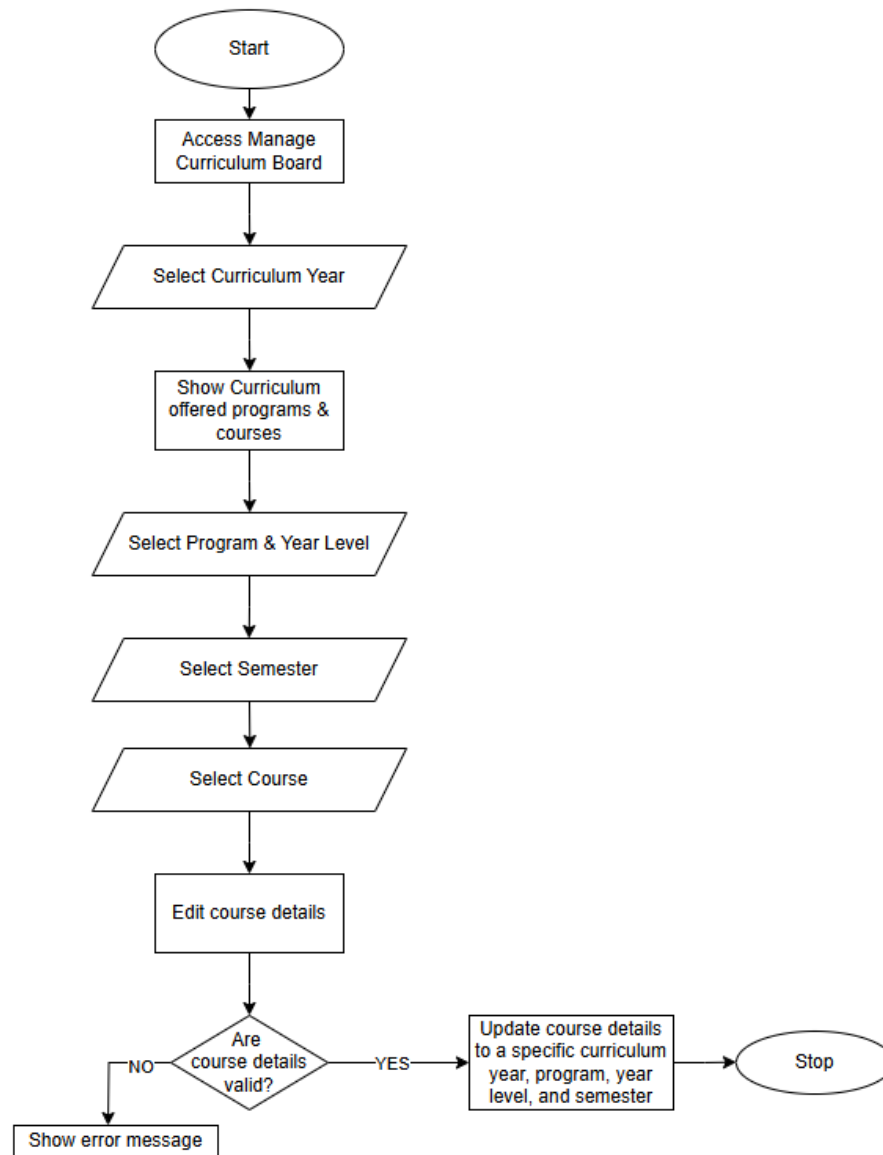 Start
Access Manage
Curriculum Board
Select Curriculum Year
Show Curriculum
offered programs &
courses
Select Program & Year Level
Select Semester
Select Course
Edit course details
Are
course details
valid?
NO
YES
Update course details
to a specific curriculum
year, program, year
level, and semester
Stop
Show error message